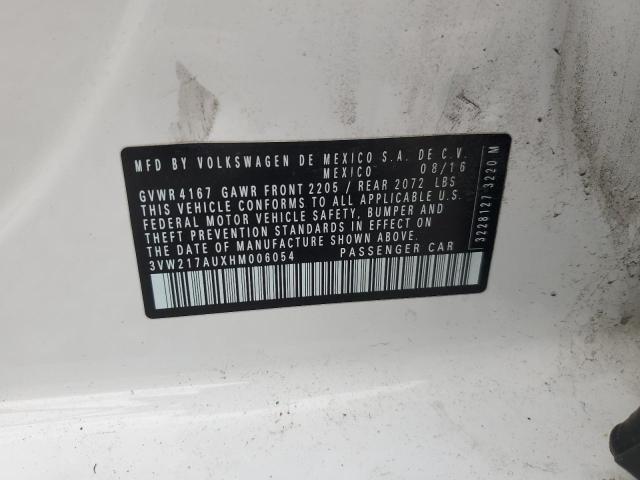 MFD BY VOLKSWAGEN DE MEXICO S.A. DE C.V.
MEXICO 08/16
GVWR 4167 GAWR FRONT 2205 / REAR 2072 LBS
THIS VEHICLE CONFORMS TO ALL APPLICABLE U.S.
FEDERAL MOTOR VEHICLE SAFETY, BUMPER AND
THEFT PREVENTION STANDARDS IN EFFECT ON
THE DATE OF MANUFACTURE SHOWN ABOVE.
3VW217AUXHM006054 PASSENGER CAR
3228127 3220 M